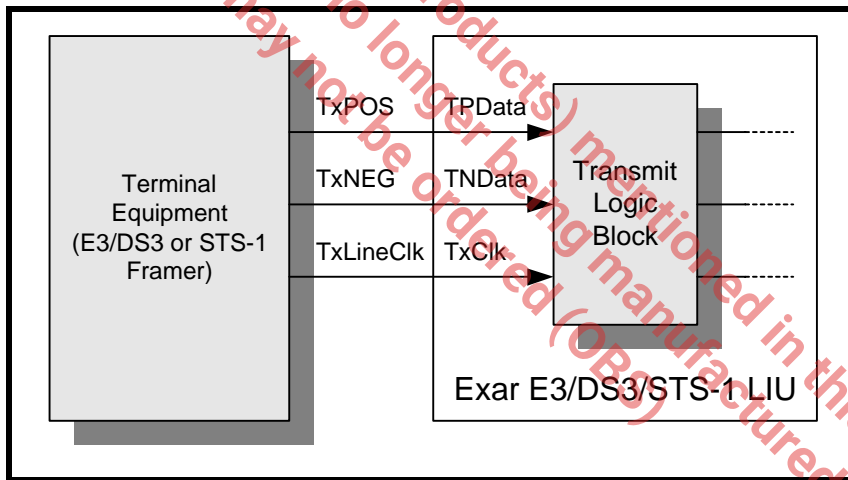 TxPOS TPData
TxNEG TNData
TxLineClk TxClk
Terminal
Equipment
(E3/DS3 or STS-1
Framer)
Transmit
Logic
Block
Exar E3/DS3/STS-1 LIU
products) mentioned in this
no longer being manufactured
may not be ordered (OBS)